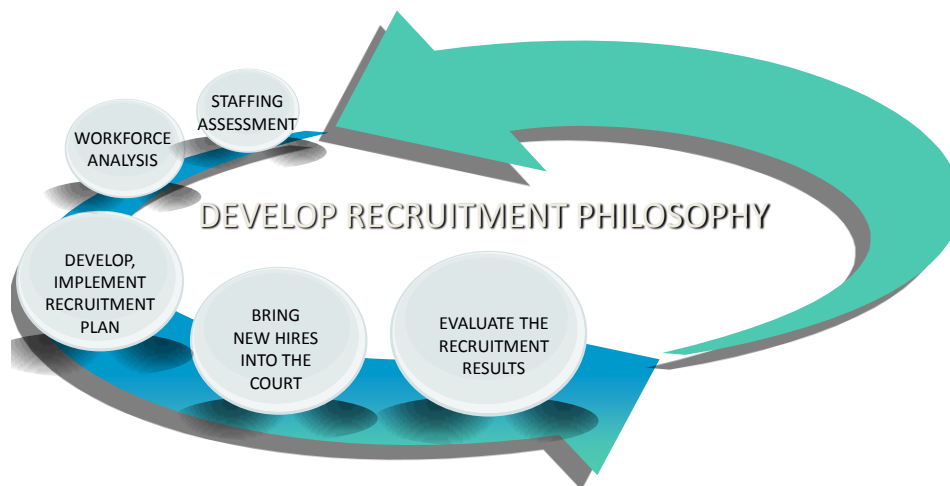 STAFFING
ASSESSMENT
WORKFORCE
ANALYSIS
DEVELOP RECRUITMENT PHILOSOPHY
DEVELOP,
IMPLEMENT
RECRUITMENT
PLAN
BRING
NEW HIRES
INTO THE
COURT
EVALUATE THE
RECRUITMENT
RESULTS